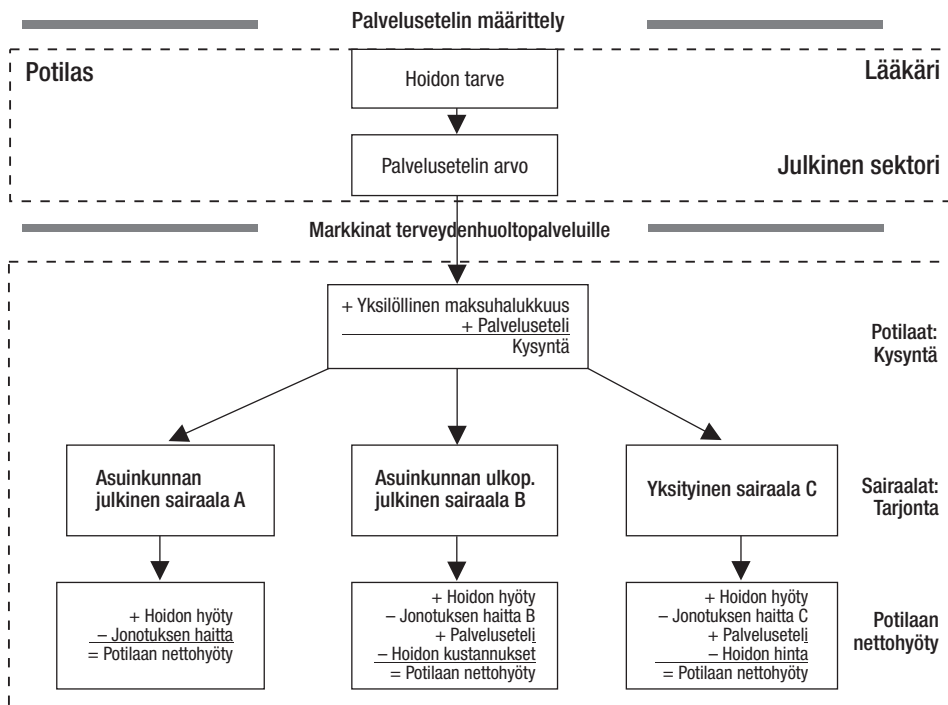 Palvelusetelin määrittely
Potilas
Hoidon tarve
Lääkäri
Palvelusetelin arvo
Julkinen sektori
Markkinat terveydenhuoltopalveluille
+ Yksilöllinen maksuhalukkuus
+ Palveluseteli
Kysyntä
Potilaat:
Kysyntä
Asuinkunnan
julkinen sairaala A
Asuinkunnan ulkop.
julkinen sairaala B
Yksityinen sairaala C
Sairaalat:
Tarjonta
+ Hoidon hyöty
– Jonotuksen haitta
= Potilaan nettohyöty
+ Hoidon hyöty
– Jonotuksen haitta B
+ Palveluseteli
– Hoidon kustannukset
= Potilaan nettohyöty
+ Hoidon hyöty
– Jonotuksen haitta C
+ Palveluseteli
– Hoidon hinta
= Potilaan nettohyöty
Potilaan
nettohyöty